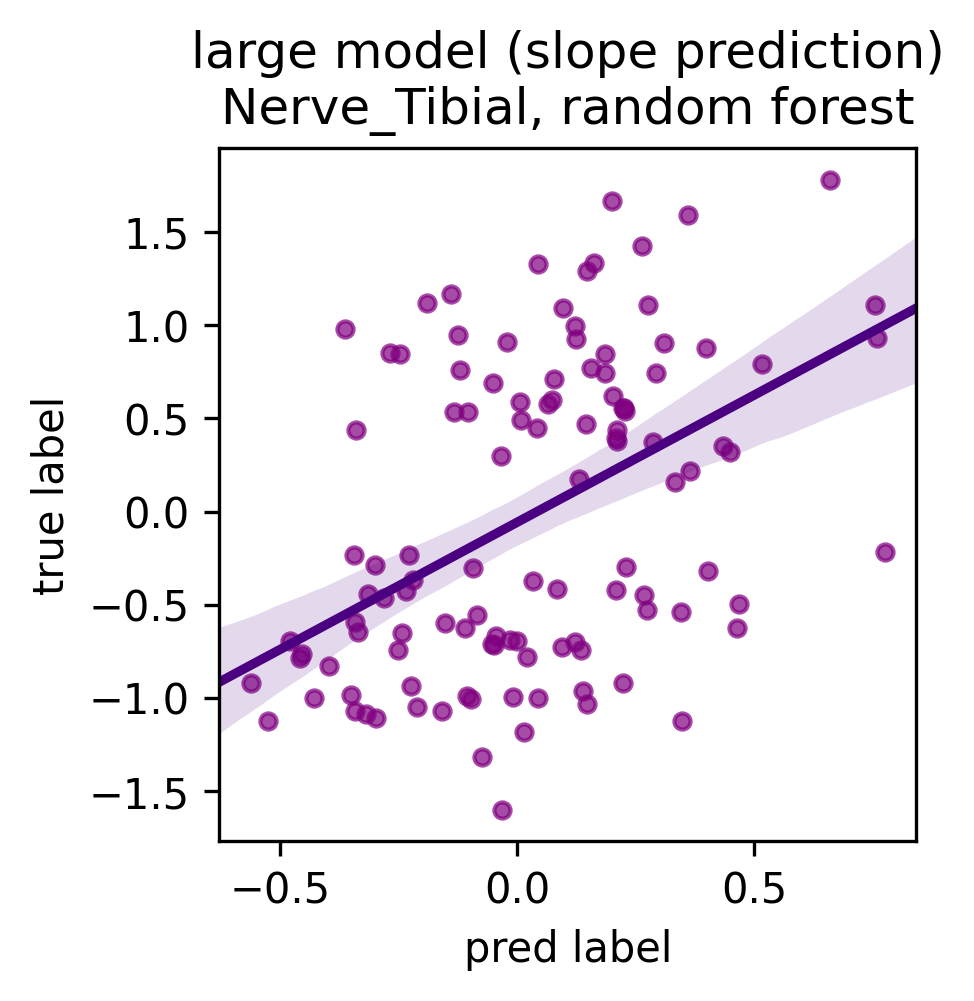 large model (slope prediction)
Nerve_Tibial, random forest
1.5
1.0
0.5
0.0
−0.5
−1.0
−1.5
true label
−0.5 0.0 0.5
pred label